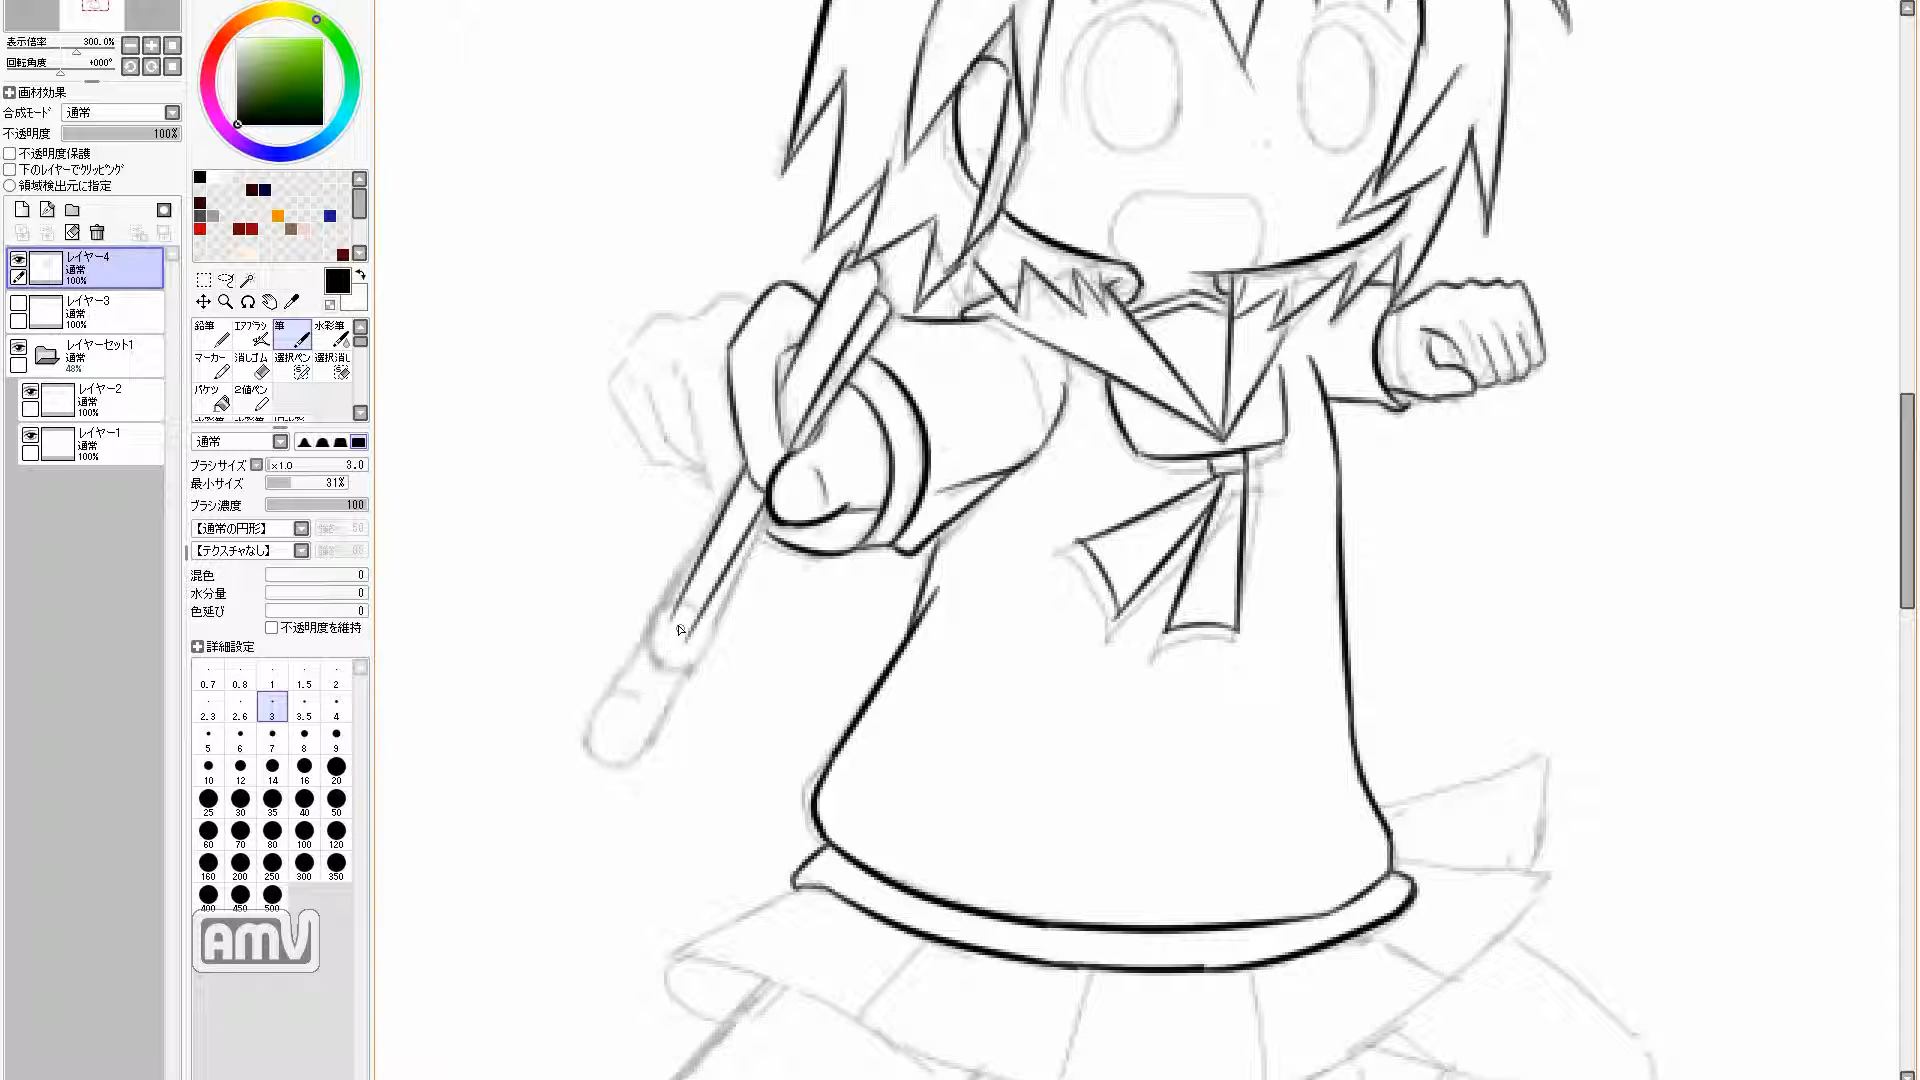 表示倍率 300.0%
回転角度 +000°
画材効果
合成モード 通常
不透明度 100%
不透明度保護
下のレイヤーでクリッピング
領域検出元に指定
レイヤー4
通常
100%
レイヤー3
通常
100%
レイヤーセット1
通常
48%
レイヤー2
通常
100%
レイヤー1
通常
100%
鉛筆 エアブラシ 筆 水彩筆
マーカー 消しゴム 選択ペン 選択消し
バケツ 2値ペン
通常
ブラシサイズ x1.0 3.0
最小サイズ 31%
ブラシ濃度 100
【通常の円形】 50
【テクスチャなし】
混色 0
水分量 0
色延び 0
不透明度を維持
詳細設定
0.7 0.8 1 1.5 2
2.3 2.6 3 3.5 4
5 6 7 8 9
10 12 14 16 20
25 30 35 40 50
60 70 80 100 120
160 200 250 300 350
400 450 500
AMV